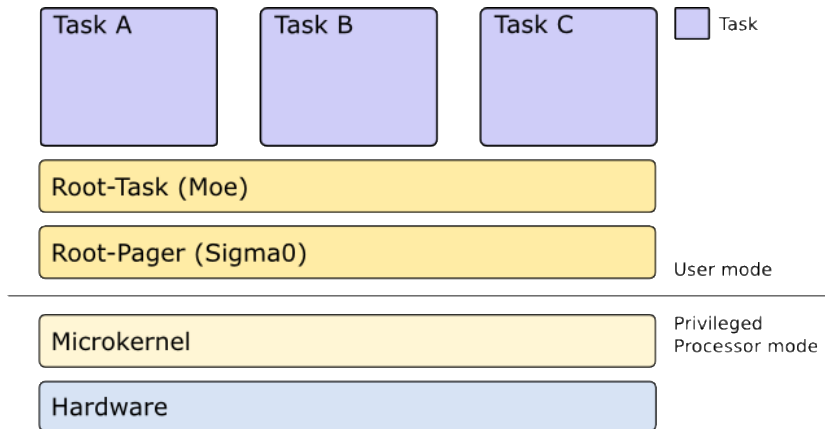 Task A
Task B
Task C
Task
Root-Task (Moe)
Root-Pager (Sigma0)
User mode
Privileged
Processor mode
Microkernel
Hardware